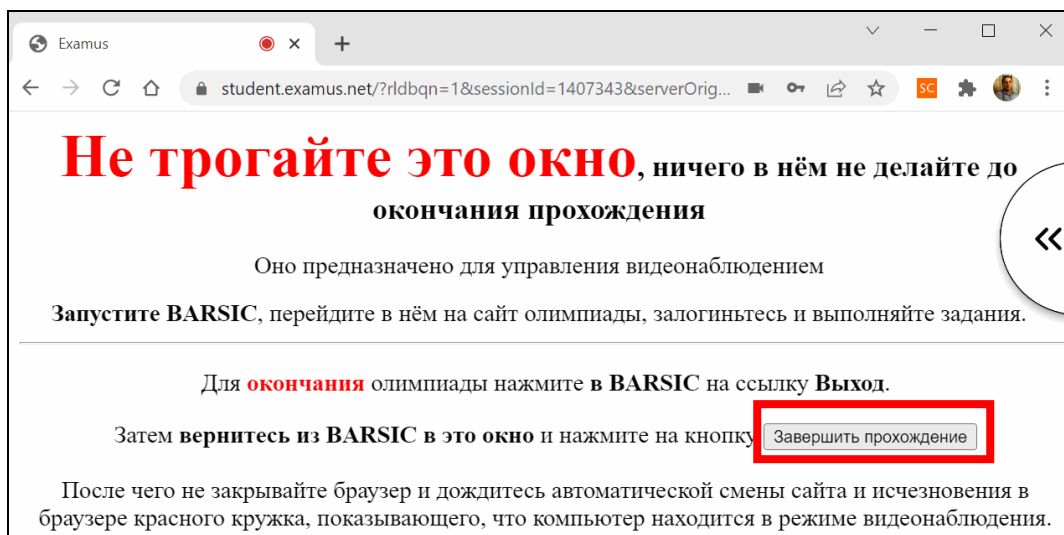 Examus
student.examus.net/?rldbqn=1&sessionId=1407343&serverOrig...
SC
Не трогайте это окно, ничего в нём не делайте до
окончания прохождения
Оно предназначено для управления видеонаблюдением
Запустите BARSIC, перейдите в нём на сайт олимпиады, залогиньтесь и выполняйте задания.
Для окончания олимпиады нажмите в BARSIC на ссылку Выход.
Затем вернитесь из BARSIC в это окно и нажмите на кнопку Завершить прохождение
После чего не закрывайте браузер и дождитесь автоматической смены сайта и исчезновения в
браузере красного кружка, показывающего, что компьютер находится в режиме видеонаблюдения.